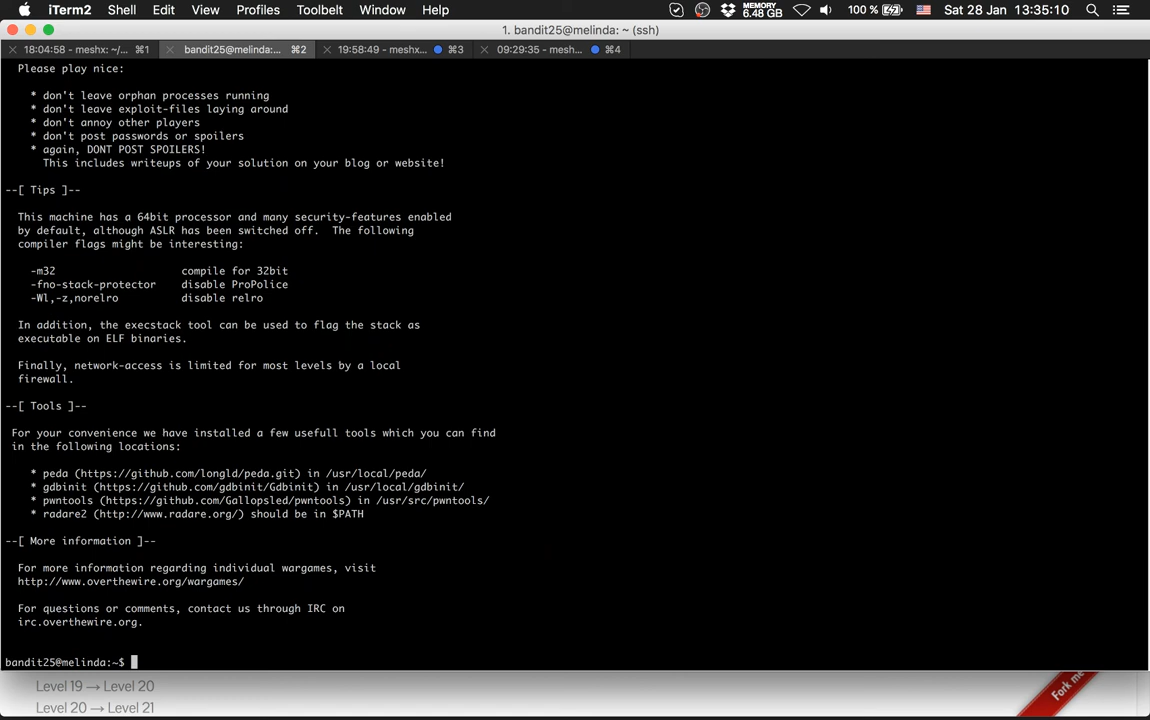 iTerm2 Shell Edit View Profiles Toolbelt Window Help MEMORY 6.48 GB 100 % Sat 28 Jan 13:35:10
1. bandit25@melinda: ~ (ssh)
18:04:58 - meshx: ~/... ⌘1 bandit25@melinda:... ⌘2 19:58:49 - meshx... ⌘3 09:29:35 - mesh... ⌘4
Please play nice:
* don't leave orphan processes running
* don't leave exploit-files laying around
* don't annoy other players
* don't post passwords or spoilers
* again, DONT POST SPOILERS!
This includes writeups of your solution on your blog or website!
--[ Tips ]--
This machine has a 64bit processor and many security-features enabled
by default, although ASLR has been switched off.  The following
compiler flags might be interesting:
-m32                    compile for 32bit
-fno-stack-protector    disable ProPolice
-Wl,-z,norelro          disable relro
In addition, the execstack tool can be used to flag the stack as
executable on ELF binaries.
Finally, network-access is limited for most levels by a local
firewall.
--[ Tools ]--
For your convenience we have installed a few usefull tools which you can find
in the following locations:
* peda (https://github.com/longld/peda.git) in /usr/local/peda/
* gdbinit (https://github.com/gdbinit/Gdbinit) in /usr/local/gdbinit/
* pwntools (https://github.com/Gallopsled/pwntools) in /usr/src/pwntools/
* radare2 (http://www.radare.org/) should be in $PATH
--[ More information ]--
For more information regarding individual wargames, visit
http://www.overthewire.org/wargames/
For questions or comments, contact us through IRC on
irc.overthewire.org.
bandit25@melinda:~$
Level 19 → Level 20
Level 20 → Level 21
Fork me